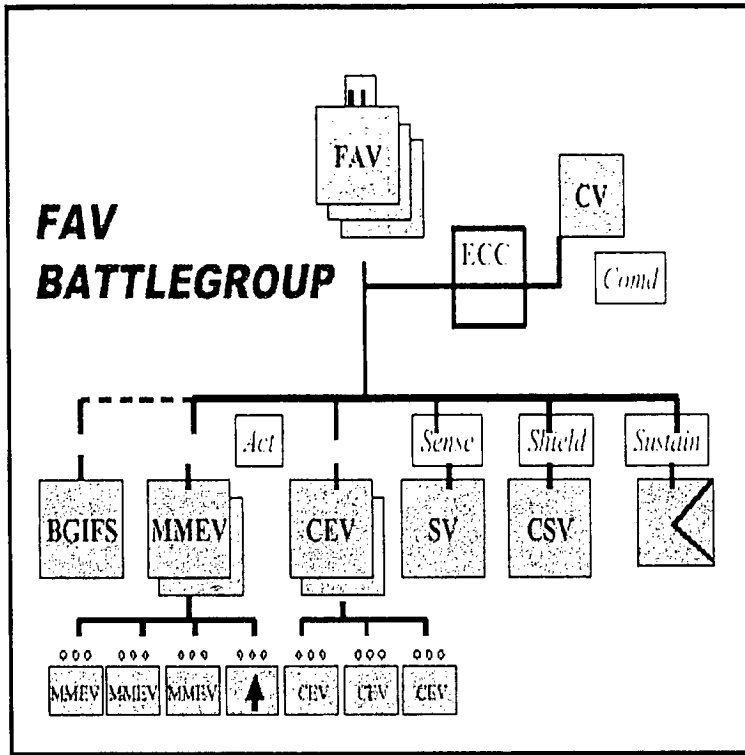 FAV
CV
FAV
BATTLEGROUP
ECC
Comd
Act
Sense
Shield
Sustain
BGIFS
MMEV
CEV
SV
CSV
MMEV
MMEV
MMEV
CEV
CEV
CEV